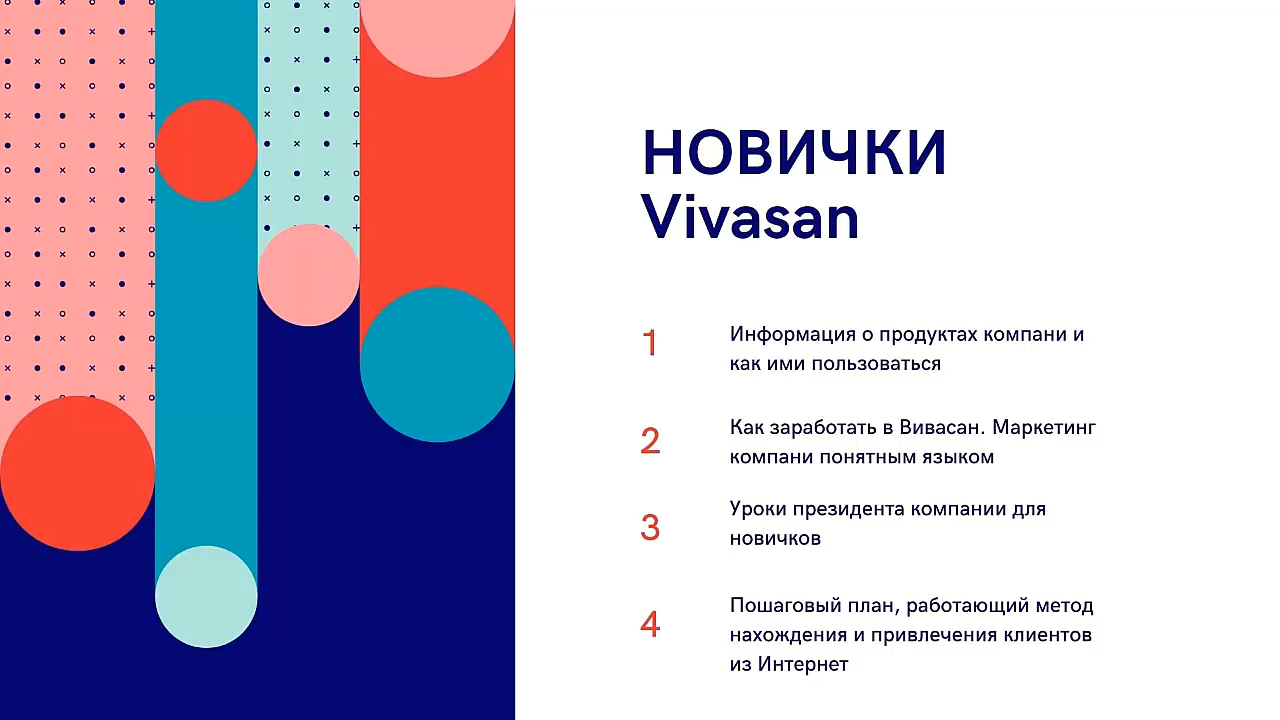 НОВИЧКИ
Vivasan
1
Информация о продуктах компани и
как ими пользоваться
2
Как заработать в Вивасан. Маркетинг
компани понятным языком
3
Уроки президента компании для
новичков
4
Пошаговый план, работающий метод
нахождения и привлечения клиентов
из Интернет